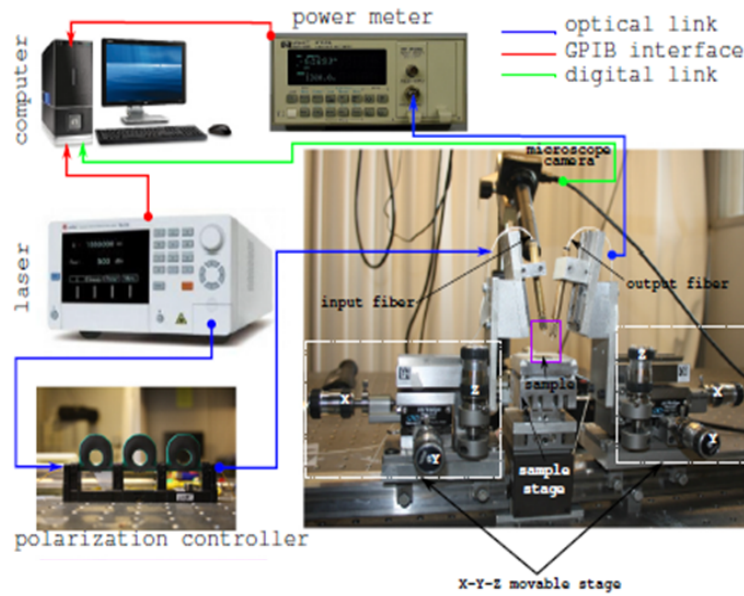 power meter
optical link
GPIB interface
digital link
computer
microscope
camera
laser
input fiber
output fiber
sample
X
Z
Z
X
Y
Y
sample
stage
polarization controller
X-Y-Z movable stage